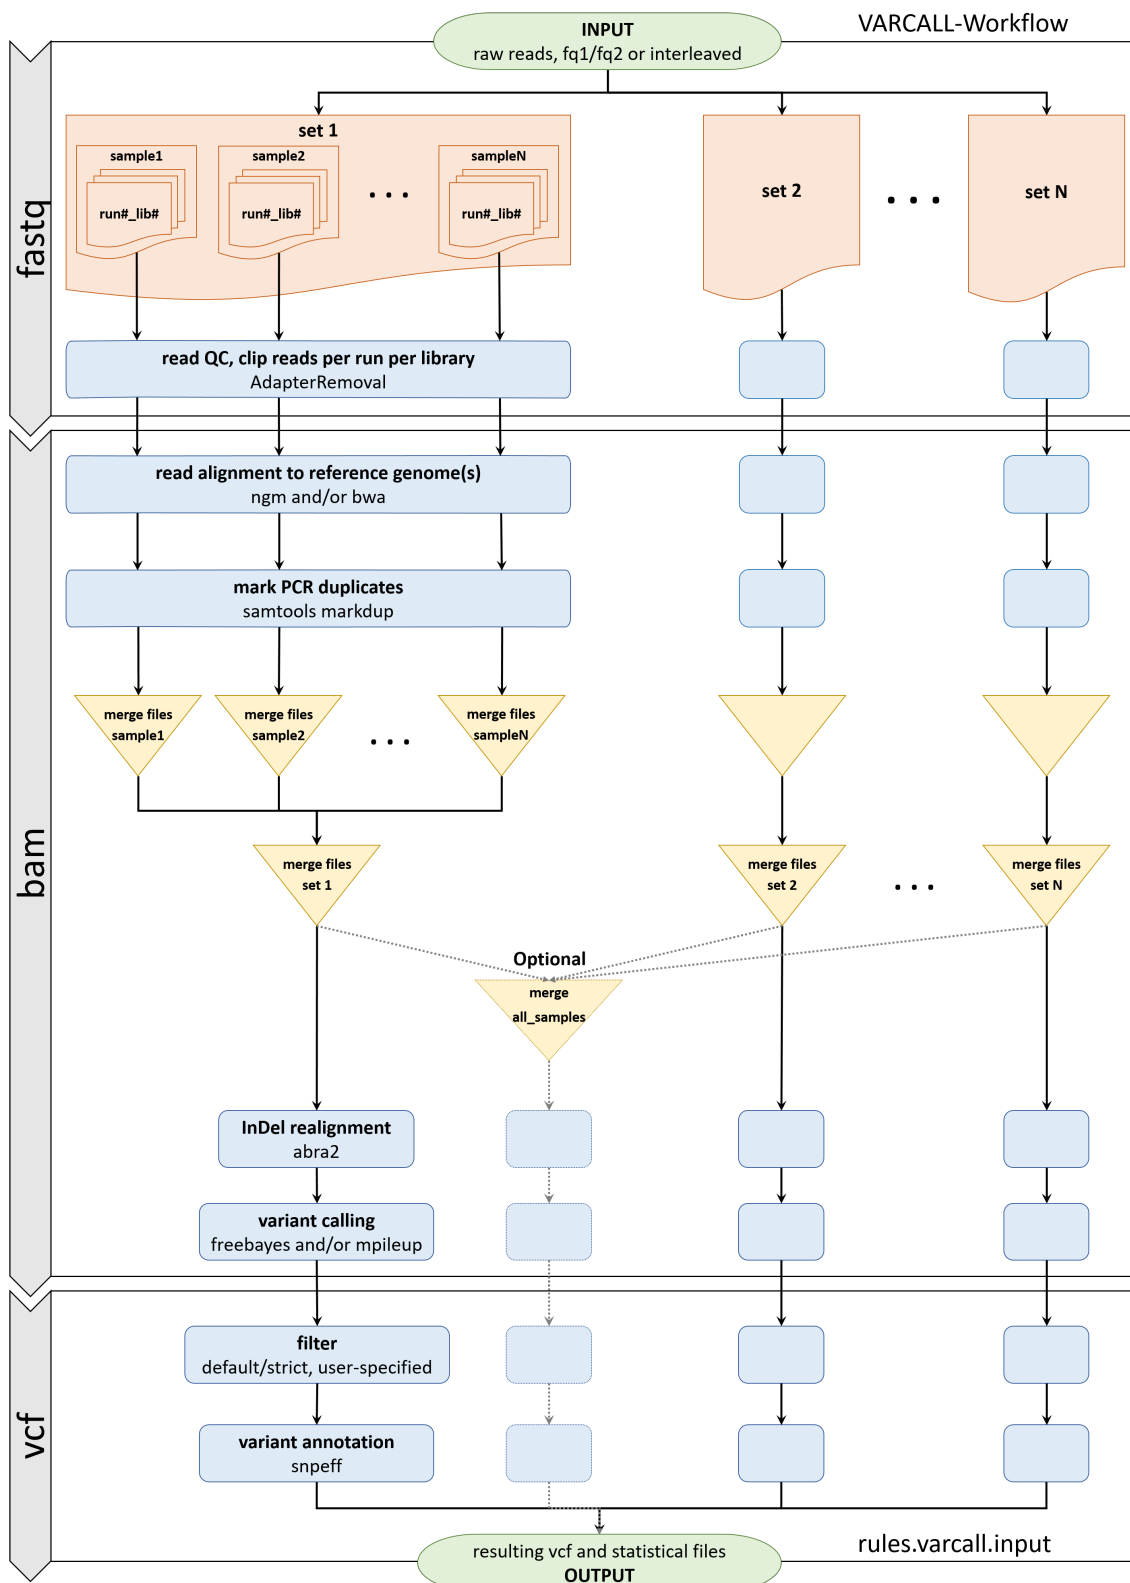 VARCALL-Workflow
INPUT
raw reads, fq1/fq2 or interleaved
fastq
set 1
sample1
sample2
sampleN
run#_lib#
run#_lib#
run#_lib#
. . .
set 2
. . .
set N
read QC, clip reads per run per library
AdapterRemoval
bam
read alignment to reference genome(s)
ngm and/or bwa
mark PCR duplicates
samtools markdup
merge files
sample1
merge files
sample2
. . .
merge files
sampleN
merge files
set 1
merge files
set 2
. . .
merge files
set N
Optional
merge
all_samples
InDel realignment
abra2
variant calling
freebayes and/or mpileup
vcf
filter
default/strict, user-specified
variant annotation
snpeff
resulting vcf and statistical files
OUTPUT
rules.varcall.input